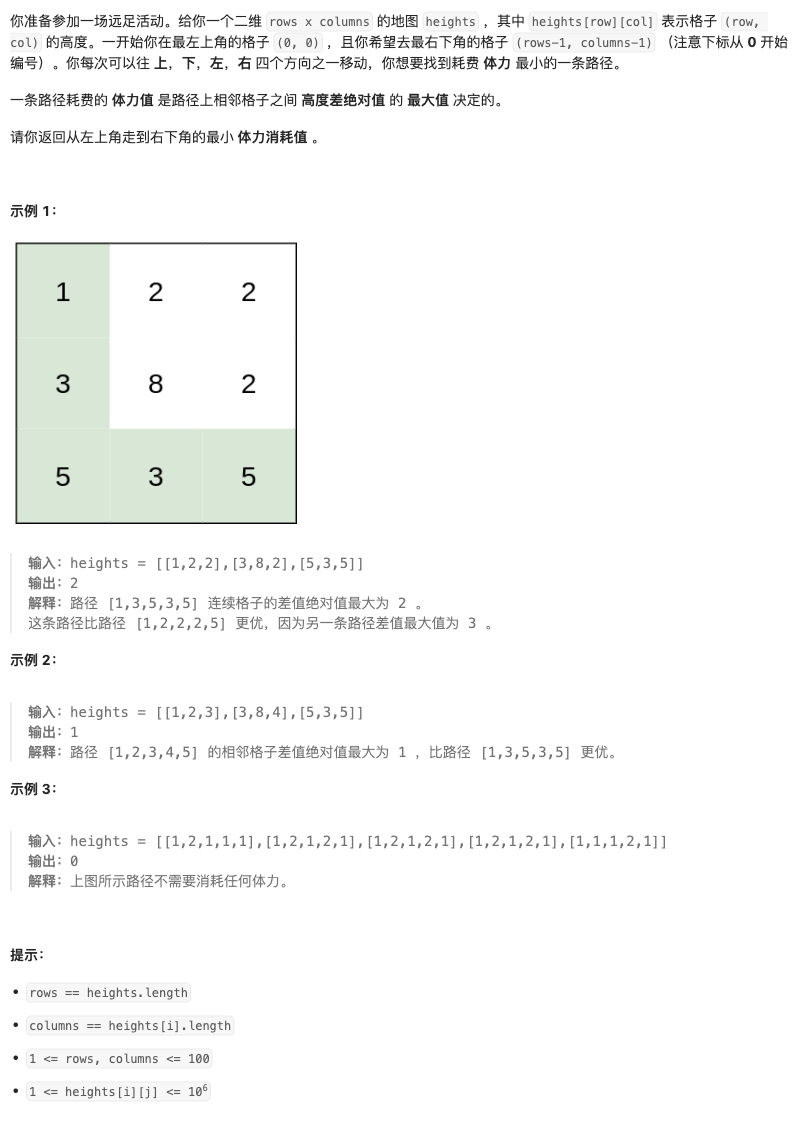 你准备参加一场远足活动。给你一个二维 rows x columns 的地图 heights ，其中 heights[row][col] 表示格子 (row,
col) 的高度。一开始你在最左上角的格子 (0, 0) ，且你希望去最右下角的格子 (rows-1, columns-1) （注意下标从 0 开始
编号）。你每次可以往 上，下，左，右 四个方向之一移动，你想要找到耗费 体力 最小的一条路径。
一条路径耗费的 体力值 是路径上相邻格子之间 高度差绝对值 的 最大值 决定的。
请你返回从左上角走到右下角的最小 体力消耗值 。
示例 1：
1 2 2
3 8 2
5 3 5
输入：heights = [[1,2,2],[3,8,2],[5,3,5]]
输出：2
解释：路径 [1,3,5,3,5] 连续格子的差值绝对值最大为 2 。
这条路径比路径 [1,2,2,2,5] 更优，因为另一条路径差值最大值为 3 。
示例 2：
输入：heights = [[1,2,3],[3,8,4],[5,3,5]]
输出：1
解释：路径 [1,2,3,4,5] 的相邻格子差值绝对值最大为 1 ，比路径 [1,3,5,3,5] 更优。
示例 3：
输入：heights = [[1,2,1,1,1],[1,2,1,2,1],[1,2,1,2,1],[1,2,1,2,1],[1,1,1,2,1]]
输出：0
解释：上图所示路径不需要消耗任何体力。
提示：
• rows == heights.length
• columns == heights[i].length
• 1 <= rows, columns <= 100
• 1 <= heights[i][j] <= 10⁶